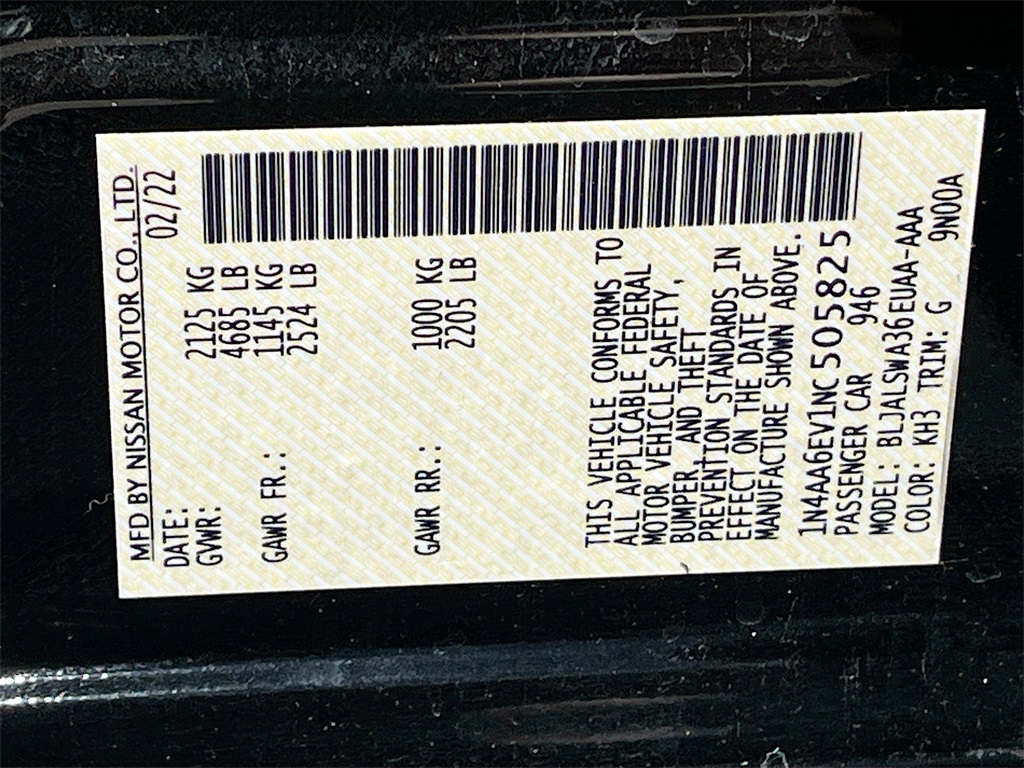 MFD BY NISSAN MOTOR CO., LTD.
DATE: 02/22
GVWR: 2125 KG
4685 LB
GAWR FR.: 1145 KG
2524 LB
GAWR RR.: 1000 KG
2205 LB
THIS VEHICLE CONFORMS TO
ALL APPLICABLE FEDERAL
MOTOR VEHICLE SAFETY,
BUMPER, AND THEFT
PREVENTION STANDARDS IN
EFFECT ON THE DATE OF
MANUFACTURE SHOWN ABOVE.
1N4AA6EV1NC505825
PASSENGER CAR 946
MODEL: BLJALSWA36EUAA-AAA
COLOR: KH3 TRIM: G 9N00A